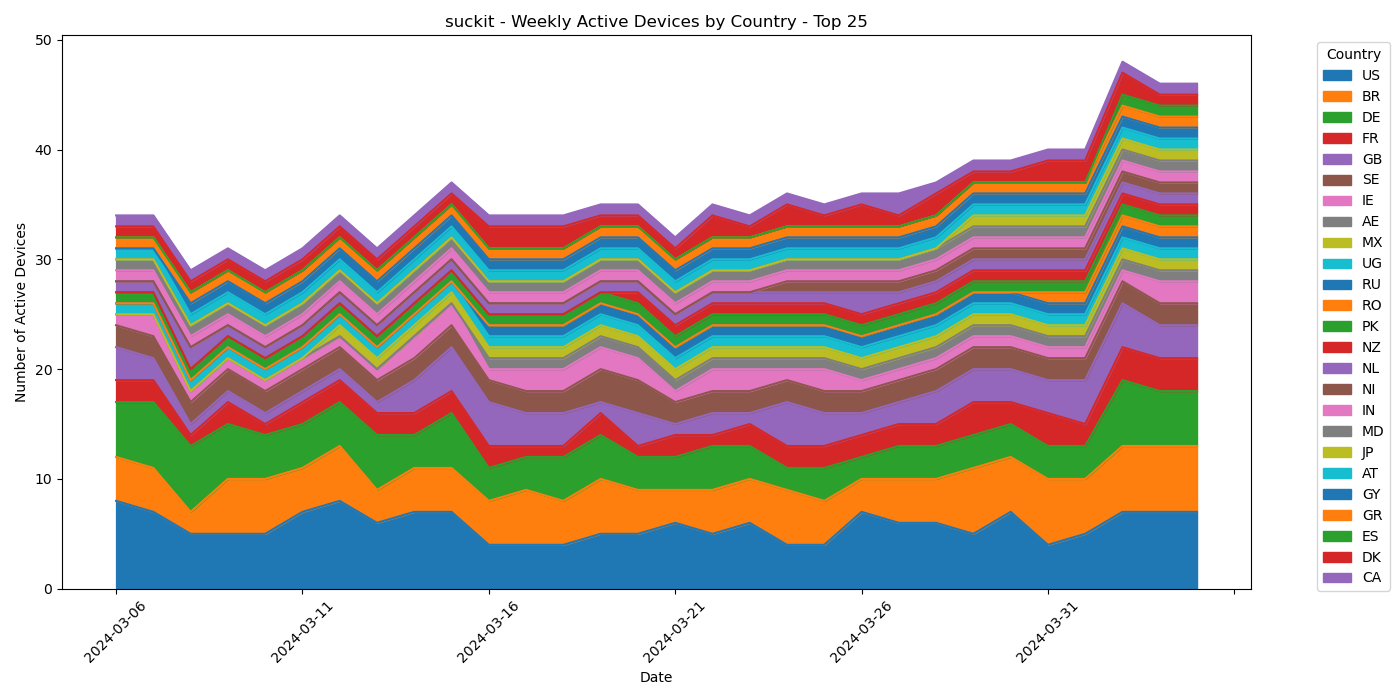 suckit - Weekly Active Devices by Country - Top 25
50
40
30
20
10
0
Number of Active Devices
2024-03-06
2024-03-11
2024-03-16
2024-03-21
2024-03-26
2024-03-31
Date
Country
US
BR
DE
FR
GB
SE
IE
AE
MX
UG
RU
RO
PK
NZ
NL
NI
IN
MD
JP
AT
GY
GR
ES
DK
CA